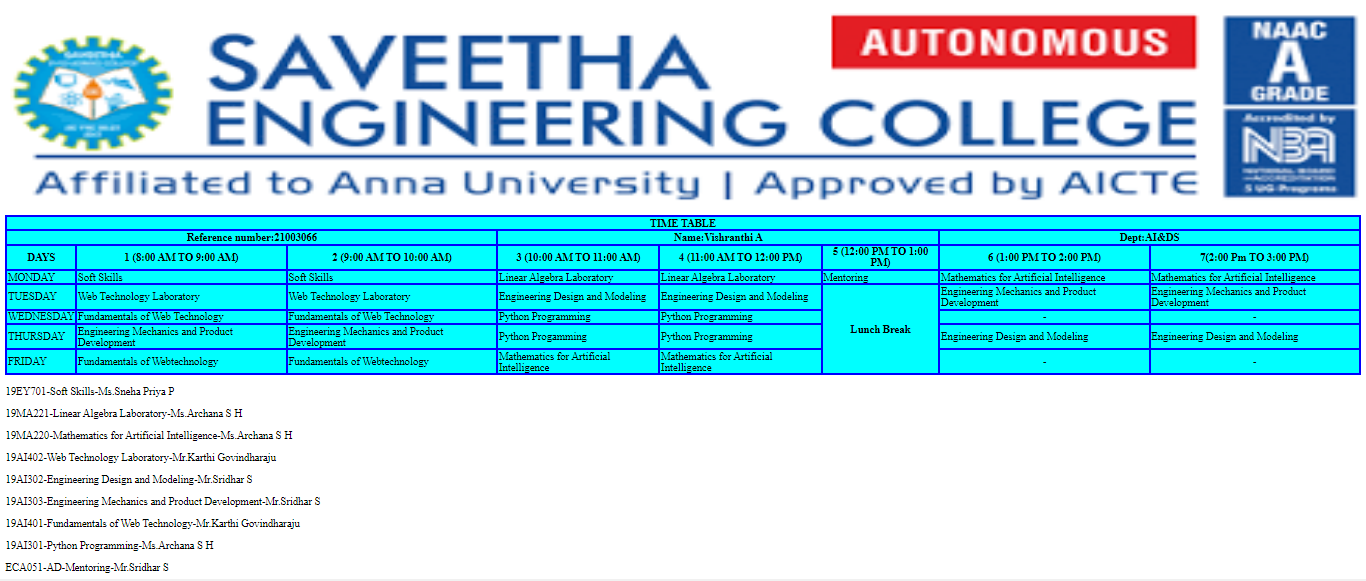 SAVEETHA
AUTONOMOUS
ENGINEERING COLLEGE
Affiliated to Anna University | Approved by AICTE
NAAC
A
GRADE
Accredited by
NBA
NATIONAL BOARD
ACCREDITATION
5 UG-Programs
TIME TABLE
Reference number:21003066 Name:Vishranthi A Dept:AI&DS
DAYS 1 (8:00 AM TO 9:00 AM) 2 (9:00 AM TO 10:00 AM) 3 (10:00 AM TO 11:00 AM) 4 (11:00 AM TO 12:00 PM) 5 (12:00 PM TO 1:00 PM) 6 (1:00 PM TO 2:00 PM) 7(2:00 Pm TO 3:00 PM)
MONDAY Soft Skills Soft Skills Linear Algebra Laboratory Linear Algebra Laboratory Mentoring Mathematics for Artificial Intelligence Mathematics for Artificial Intelligence
TUESDAY Web Technology Laboratory Web Technology Laboratory Engineering Design and Modeling Engineering Design and Modeling Lunch Break Engineering Mechanics and Product Development Engineering Mechanics and Product Development
WEDNESDAY Fundamentals of Web Technology Fundamentals of Web Technology Python Programming Python Programming - -
THURSDAY Engineering Mechanics and Product Development Engineering Mechanics and Product Development Python Progamming Python Programming Engineering Design and Modeling Engineering Design and Modeling
FRIDAY Fundamentals of Webtechnology Fundamentals of Webtechnology Mathematics for Artificial Intelligence Mathematics for Artificial Intelligence - -
19EY701-Soft Skills-Ms.Sneha Priya P
19MA221-Linear Algebra Laboratory-Ms.Archana S H
19MA220-Mathematics for Artificial Intelligence-Ms.Archana S H
19AI402-Web Technology Laboratory-Mr.Karthi Govindharaju
19AI302-Engineering Design and Modeling-Mr.Sridhar S
19AI303-Engineering Mechanics and Product Development-Mr.Sridhar S
19AI401-Fundamentals of Web Technology-Mr.Karthi Govindharaju
19AI301-Python Programming-Ms.Archana S H
ECA051-AD-Mentoring-Mr.Sridhar S